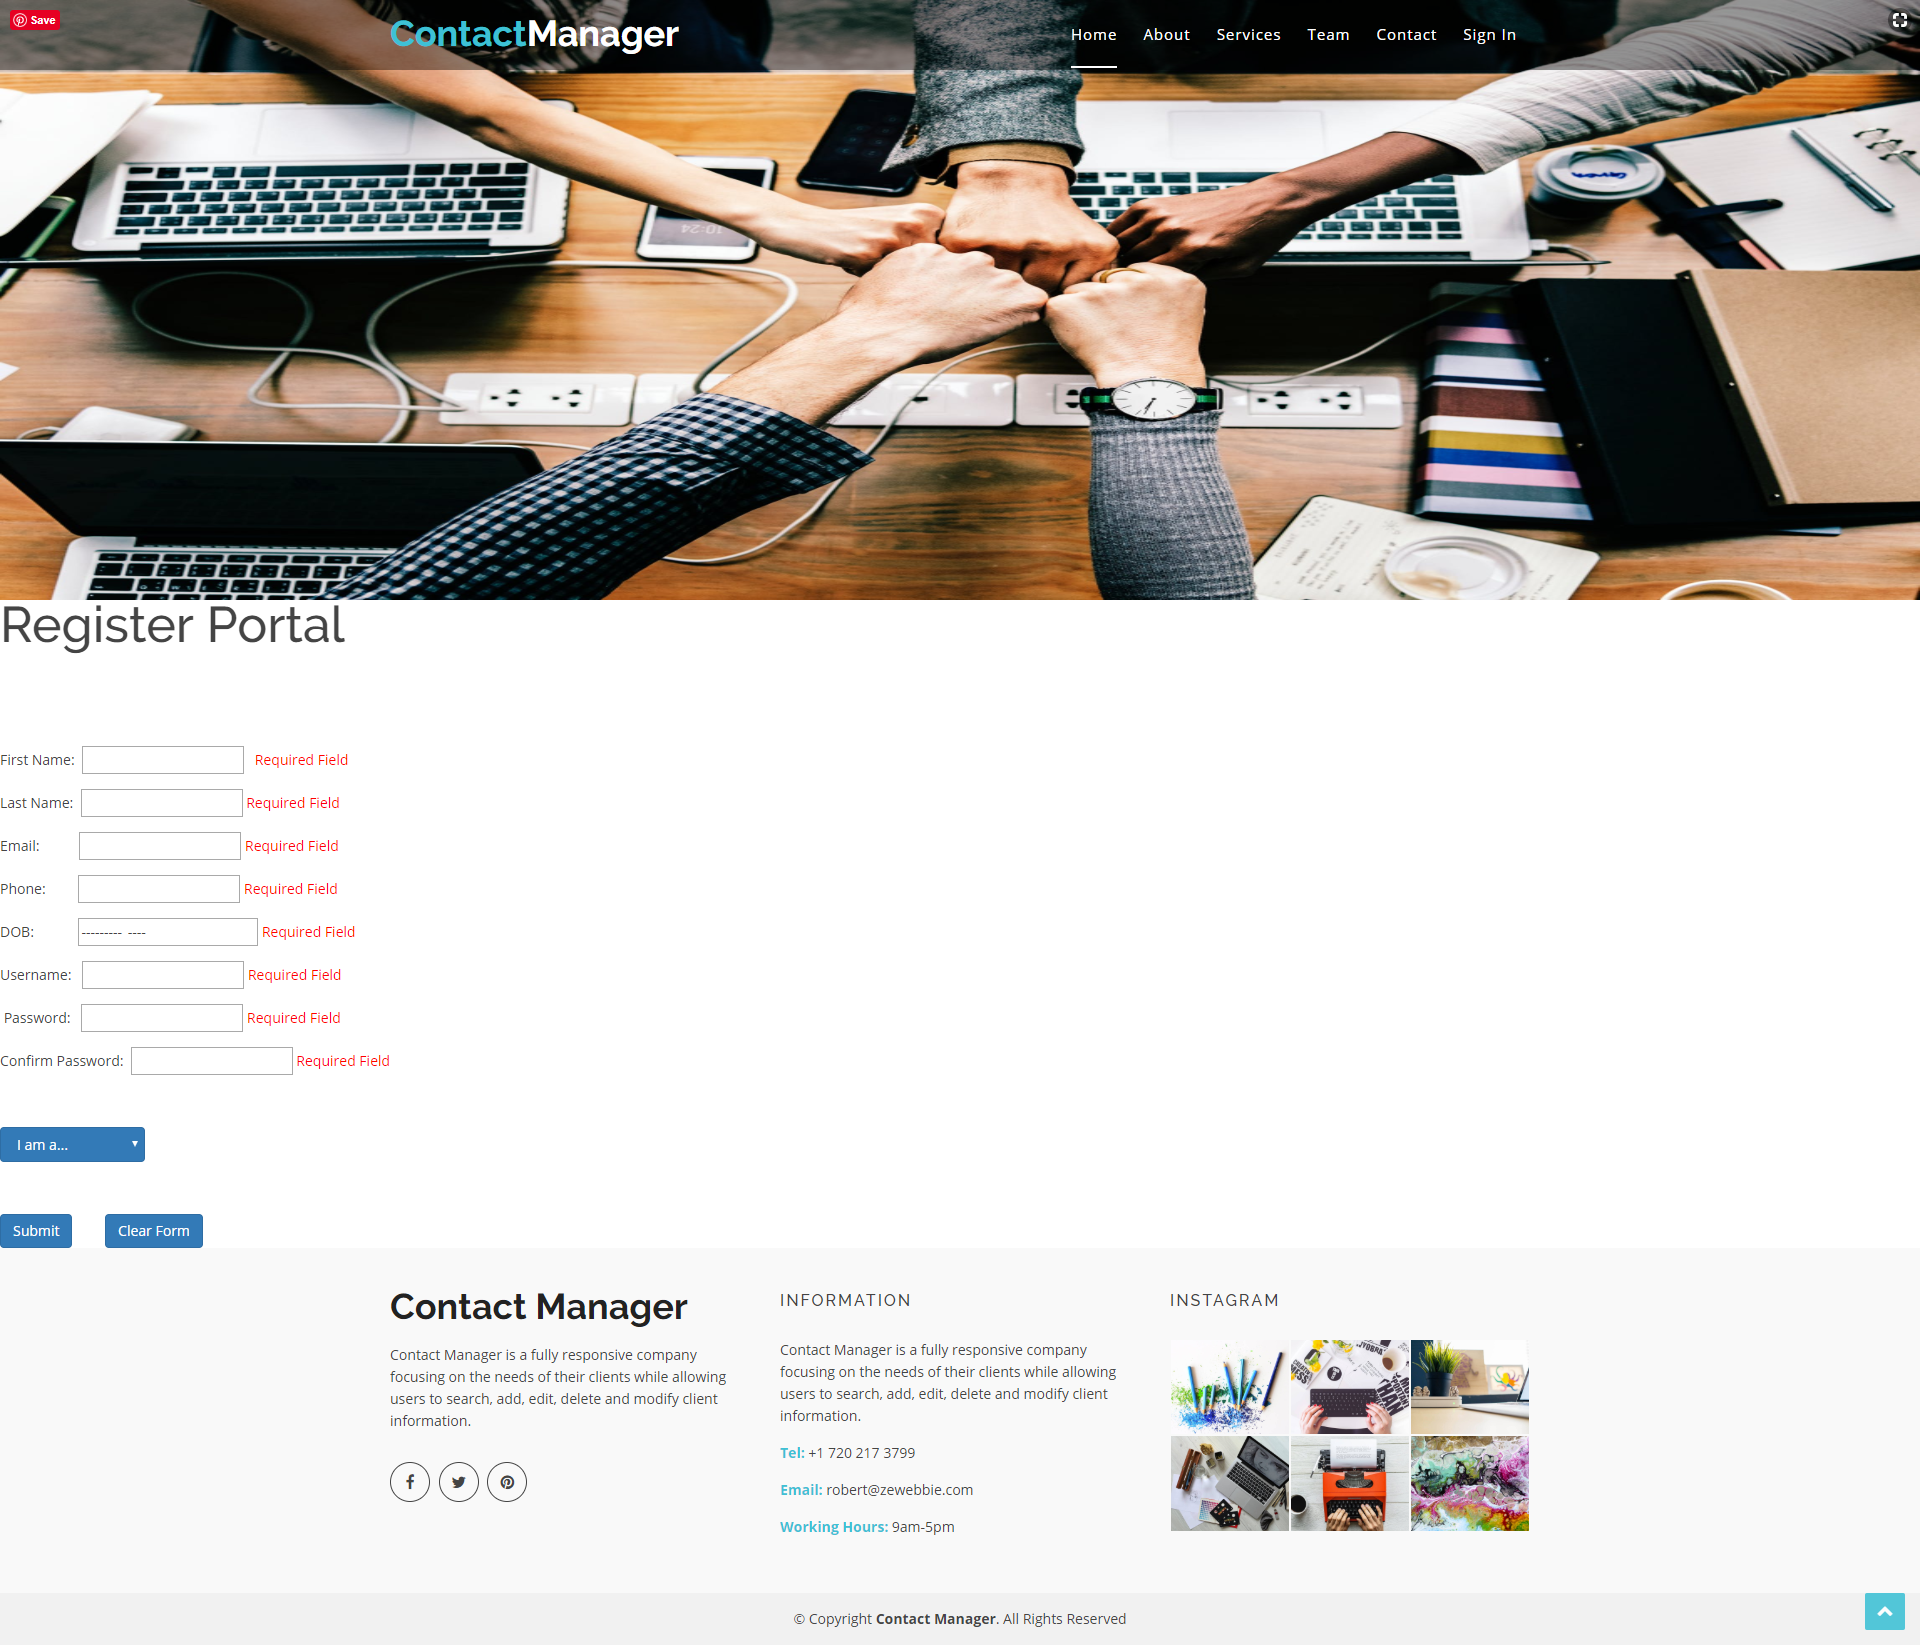 Save
ContactManager
Home About Services Team Contact Sign In
10:24
Register Portal
First Name: Required Field
Last Name: Required Field
Email: Required Field
Phone: Required Field
DOB: --------- ---- Required Field
Username: Required Field
Password: Required Field
Confirm Password: Required Field
I am a...
Submit Clear Form
Contact Manager
Contact Manager is a fully responsive company
focusing on the needs of their clients while allowing
users to search, add, edit, delete and modify client
information.
INFORMATION
Contact Manager is a fully responsive company
focusing on the needs of their clients while allowing
users to search, add, edit, delete and modify client
information.
Tel: +1 720 217 3799
Email: robert@zewebbie.com
Working Hours: 9am-5pm
INSTAGRAM
© Copyright Contact Manager. All Rights Reserved